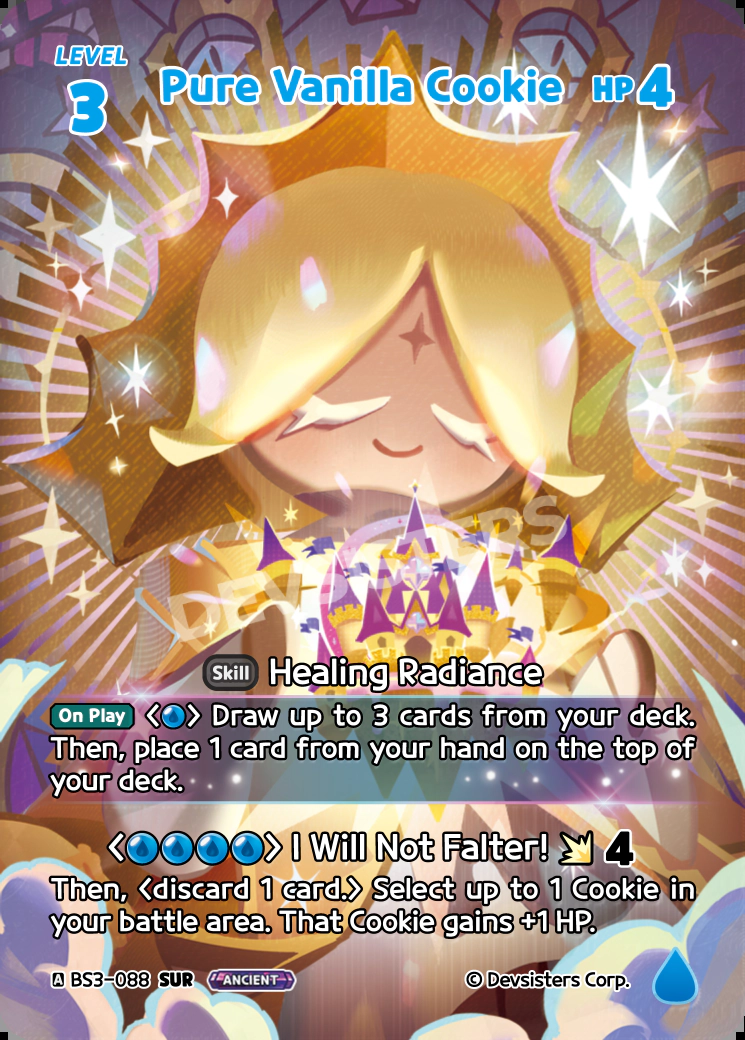 LEVEL
3
Pure Vanilla Cookie HP 4
DEVSISTERS
Skill Healing Radiance
On Play < > Draw up to 3 cards from your deck.
Then, place 1 card from your hand on the top of
your deck.
< > I Will Not Falter! 4
Then, <discard 1 card.> Select up to 1 Cookie in
your battle area. That Cookie gains +1 HP.
A BS3-088 SUR ANCIENT © Devsisters Corp.